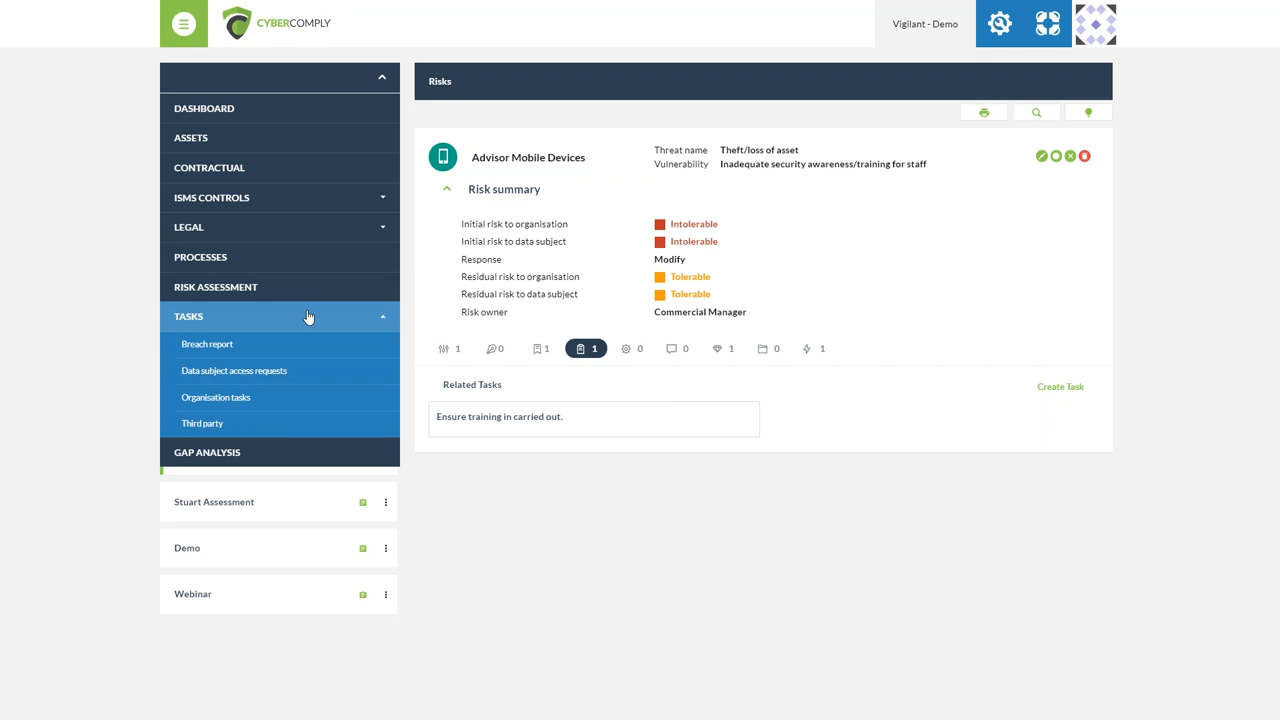 CYBERCOMPLY
Vigilant - Demo
DASHBOARD
ASSETS
CONTRACTUAL
ISMS CONTROLS
LEGAL
PROCESSES
RISK ASSESSMENT
TASKS
Breach report
Data subject access requests
Organisation tasks
Third party
GAP ANALYSIS
Stuart Assessment
Demo
Webinar
Risks
Advisor Mobile Devices
Threat name Theft/loss of asset
Vulnerability Inadequate security awareness/training for staff
Risk summary
Initial risk to organisation Intolerable
Initial risk to data subject Intolerable
Response Modify
Residual risk to organisation Tolerable
Residual risk to data subject Tolerable
Risk owner Commercial Manager
1 0 1 1 0 0 1 0 1
Related Tasks Create Task
Ensure training in carried out.